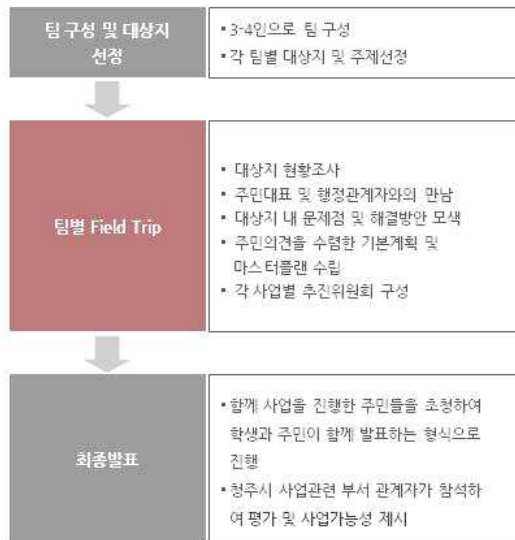 팀 구성 및 대상지
선정
▪ 3-4인으로 팀 구성
▪ 각 팀별 대상지 및 주제선정
팀별 Field Trip
▪ 대상지 현황조사
▪ 주민대표 및 행정관계자와의 만남
▪ 대상지 내 문제점 및 해결방안 모색
▪ 주민의견을 수렴한 기본계획 및
마스터플랜 수립
▪ 각 사업별 추진위원회 구성
최종발표
▪ 함께 사업을 진행한 주민들을 초청하여
학생과 주민이 함께 발표하는 형식으로
진행
▪ 청주시 사업관련 부서 관계자가 참석하
여 평가 및 사업가능성 제시